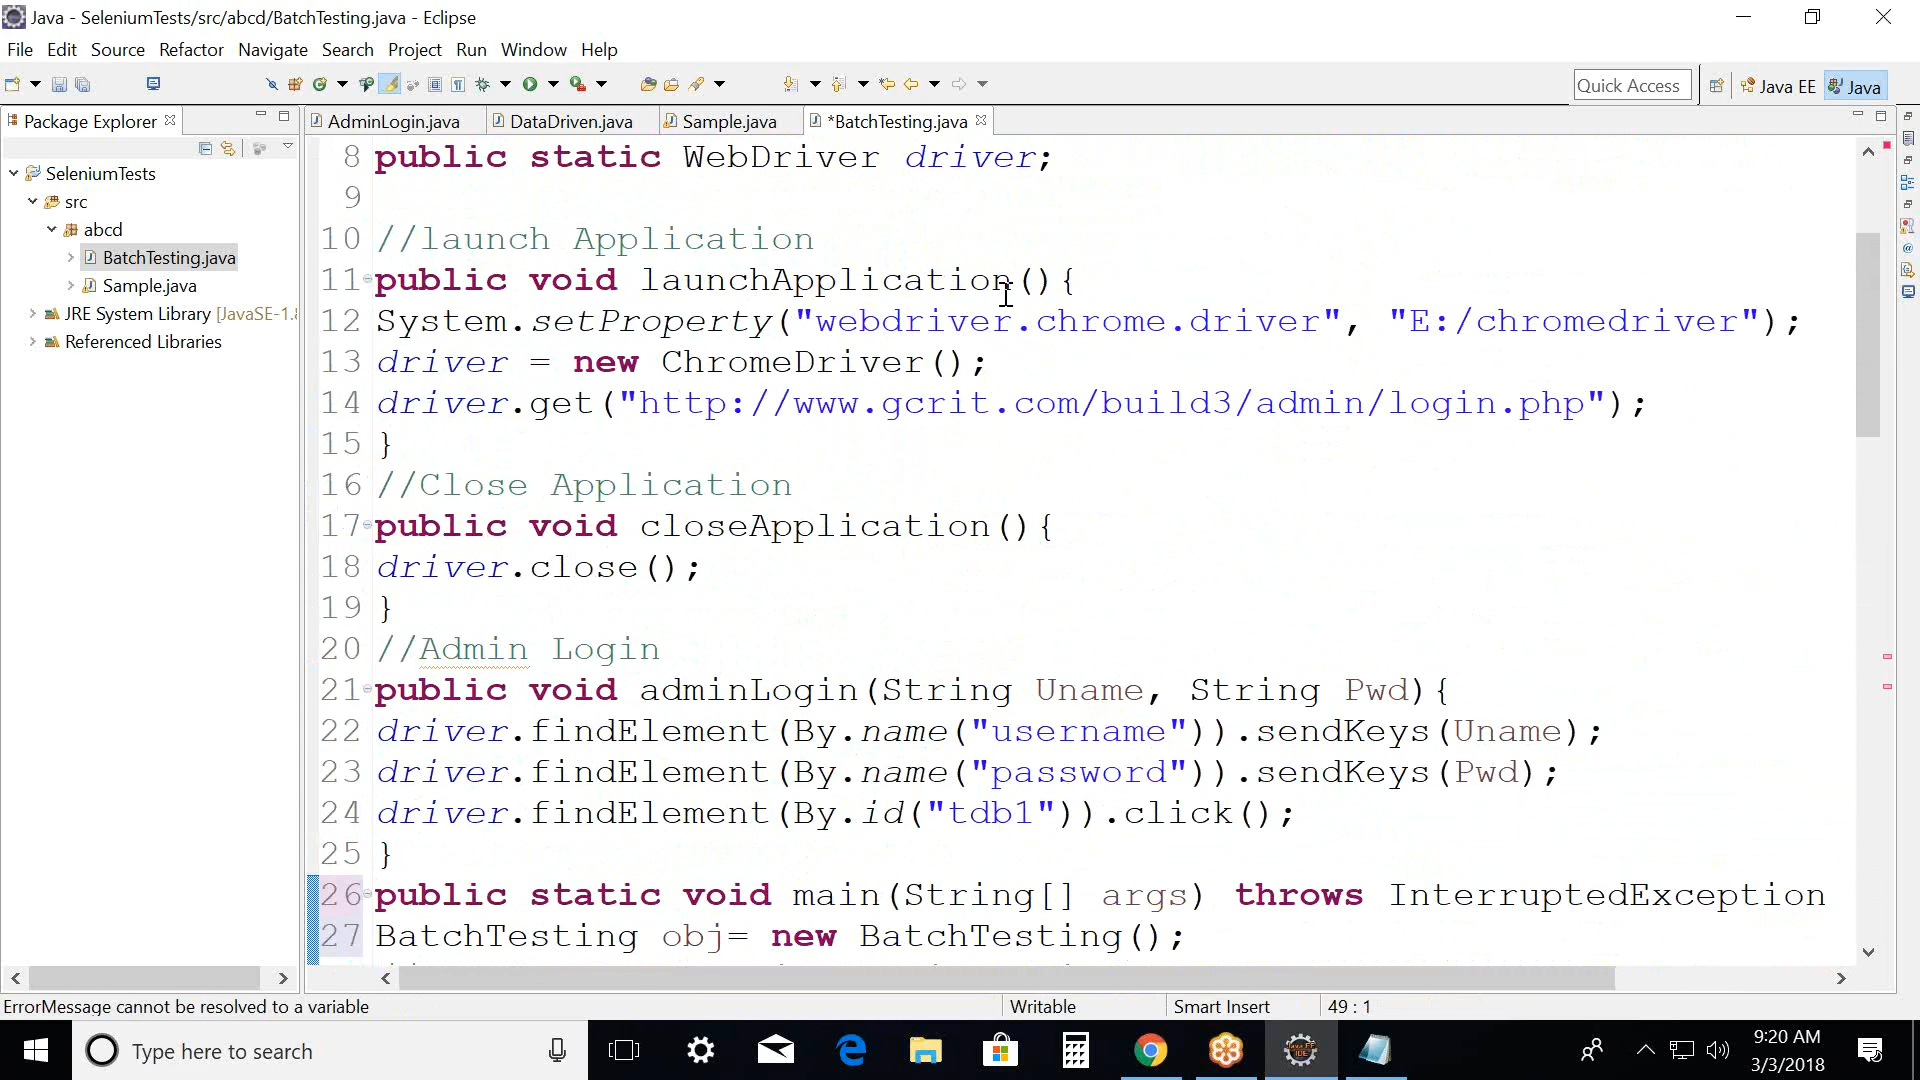 Java - SeleniumTests/src/abcd/BatchTesting.java - Eclipse
File Edit Source Refactor Navigate Search Project Run Window Help
Quick Access
Java EE
Java
Package Explorer
AdminLogin.java
DataDriven.java
Sample.java
*BatchTesting.java
SeleniumTests
src
abcd
BatchTesting.java
Sample.java
JRE System Library [JavaSE-1.8
Referenced Libraries
8 public static WebDriver driver;
9
10 //launch Application
11 public void launchApplication(){
12 System.setProperty("webdriver.chrome.driver", "E:/chromedriver");
13 driver = new ChromeDriver();
14 driver.get("http://www.gcrit.com/build3/admin/login.php");
15 }
16 //Close Application
17 public void closeApplication(){
18 driver.close();
19 }
20 //Admin Login
21 public void adminLogin(String Uname, String Pwd){
22 driver.findElement(By.name("username")).sendKeys(Uname);
23 driver.findElement(By.name("password")).sendKeys(Pwd);
24 driver.findElement(By.id("tdb1")).click();
25 }
26 public static void main(String[] args) throws InterruptedException
27 BatchTesting obj= new BatchTesting();
ErrorMessage cannot be resolved to a variable
Writable
Smart Insert
49 : 1
Type here to search
9:20 AM
3/3/2018